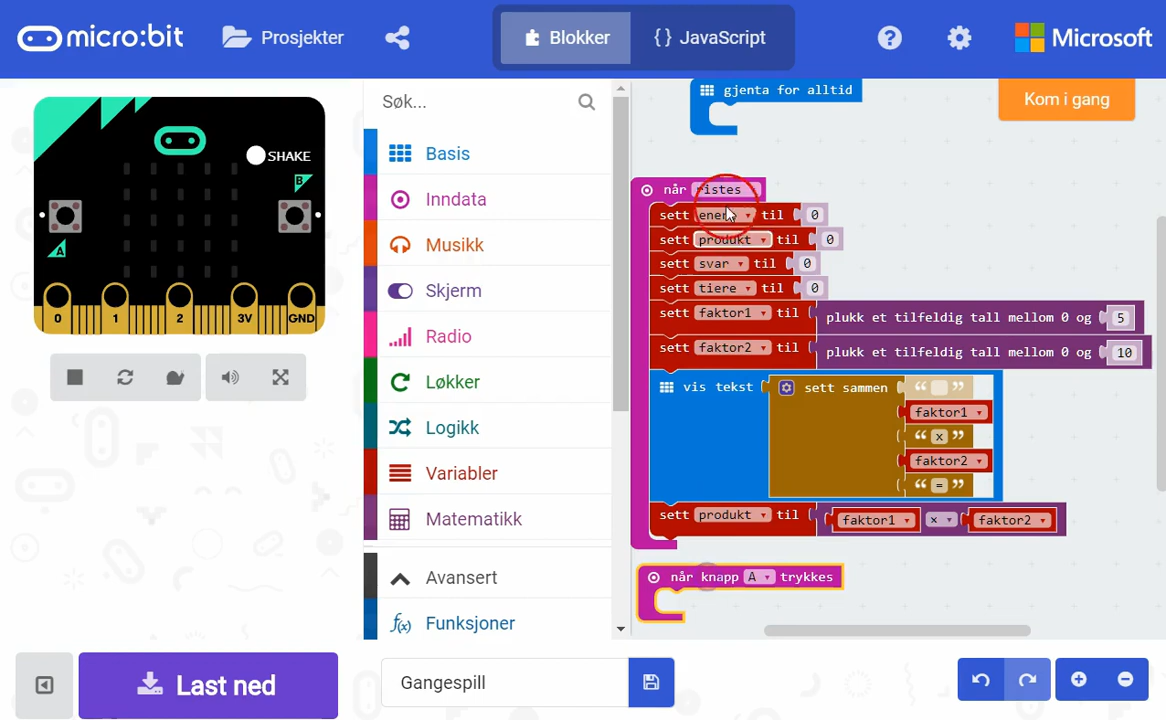 micro:bit Prosjekter Blokker { } JavaScript ? Microsoft
Søk...
Basis
Inndata
Musikk
Skjerm
Radio
Løkker
Logikk
Variabler
Matematikk
Avansert
f(x) Funksjoner
SHAKE
B
A
0 1 2 3V GND
gjenta for alltid
Kom i gang
når ristes
sett ener til 0
sett produkt til 0
sett svar til 0
sett tiere til 0
sett faktor1 til plukk et tilfeldig tall mellom 0 og 5
sett faktor2 til plukk et tilfeldig tall mellom 0 og 10
vis tekst sett sammen “ ”
faktor1
“ x ”
faktor2
“ = ”
sett produkt til faktor1 × faktor2
når knapp A trykkes
Last ned
Gangespill